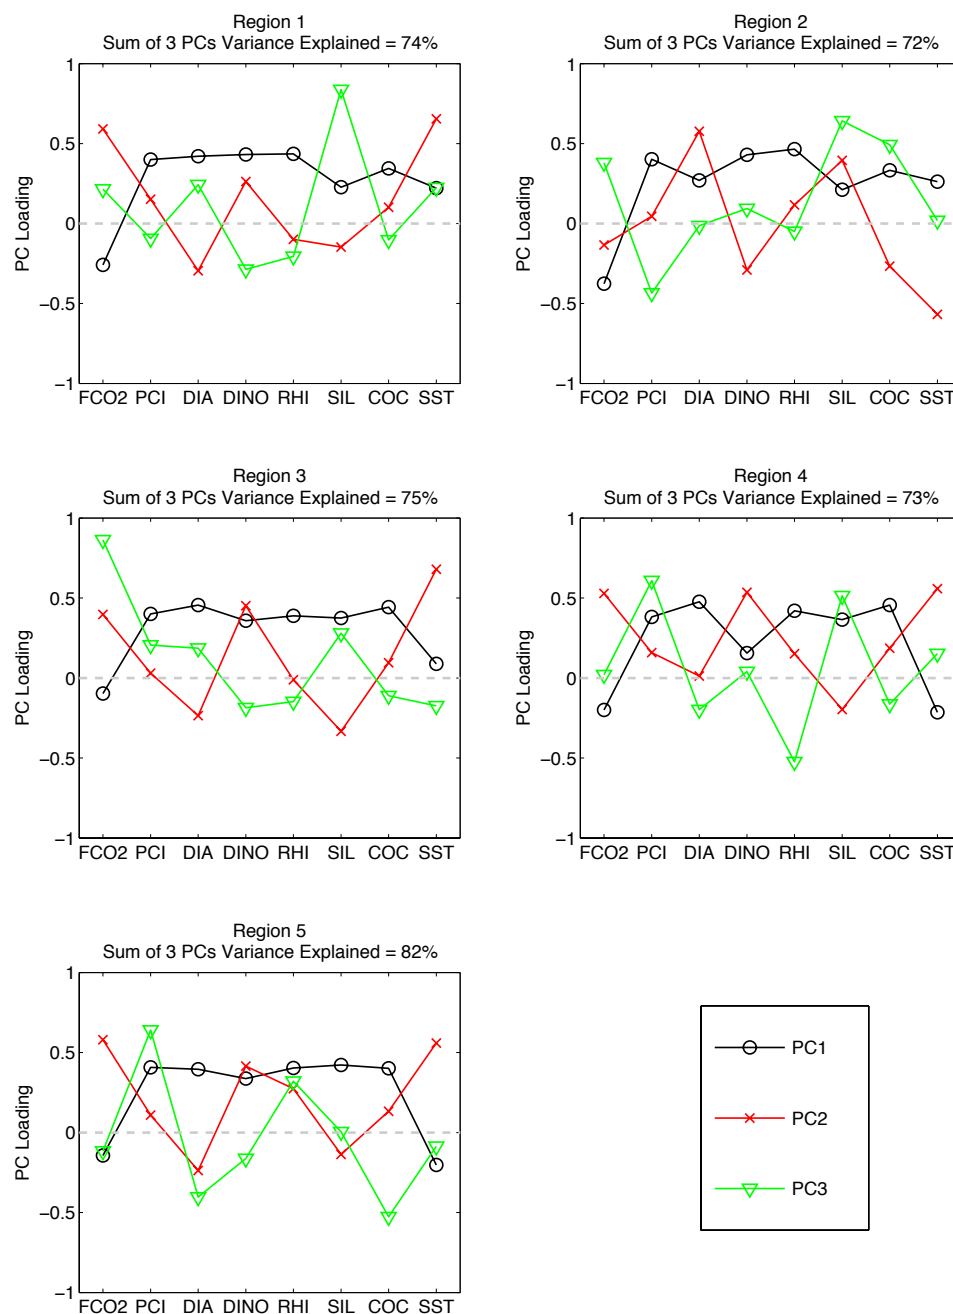 Region 1
Sum of 3 PCs Variance Explained = 74%
1
0.5
0
−0.5
−1
PC Loading
FCO2 PCI DIA DINO RHI SIL COC SST
Region 2
Sum of 3 PCs Variance Explained = 72%
1
0.5
0
−0.5
−1
PC Loading
FCO2 PCI DIA DINO RHI SIL COC SST
Region 3
Sum of 3 PCs Variance Explained = 75%
1
0.5
0
−0.5
−1
PC Loading
FCO2 PCI DIA DINO RHI SIL COC SST
Region 4
Sum of 3 PCs Variance Explained = 73%
1
0.5
0
−0.5
−1
PC Loading
FCO2 PCI DIA DINO RHI SIL COC SST
Region 5
Sum of 3 PCs Variance Explained = 82%
1
0.5
0
−0.5
−1
PC Loading
FCO2 PCI DIA DINO RHI SIL COC SST
PC1
PC2
PC3